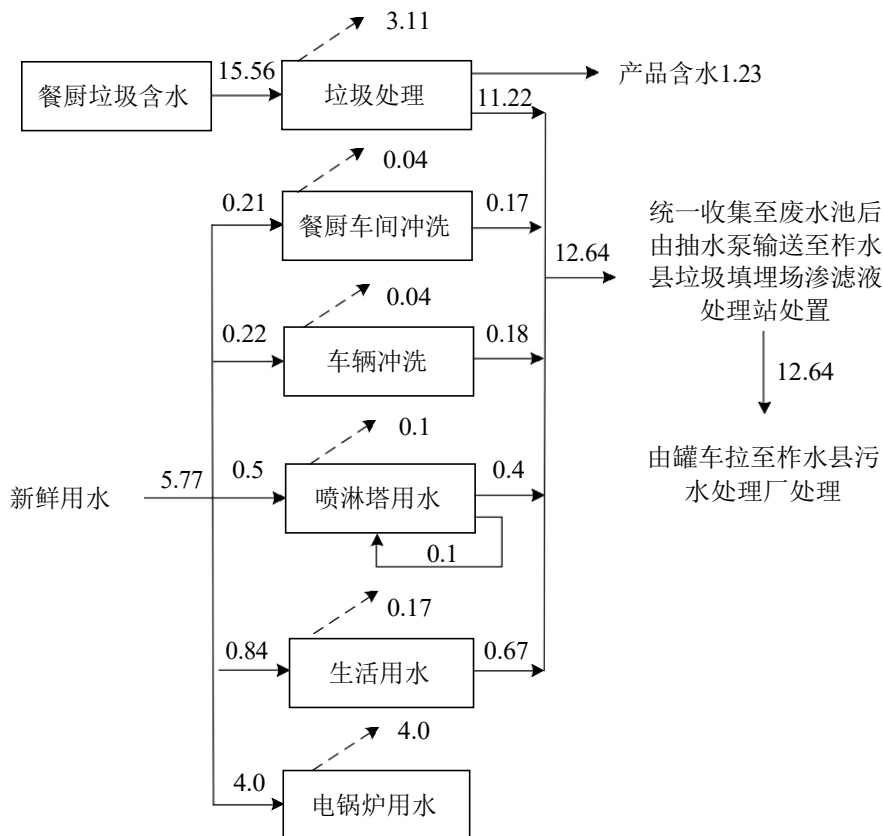 3.11
餐厨垃圾含水
15.56
垃圾处理
产品含水1.23
11.22
0.04
0.21
餐厨车间冲洗
0.17
12.64
统一收集至废水池后
由抽水泵输送至柞水
县垃圾填埋场渗滤液
处理站处置
0.04
0.22
车辆冲洗
0.18
12.64
0.1
新鲜用水
5.77
0.5
喷淋塔用水
0.4
0.1
由罐车拉至柞水县污
水处理厂处理
0.17
0.84
生活用水
0.67
4.0
4.0
电锅炉用水